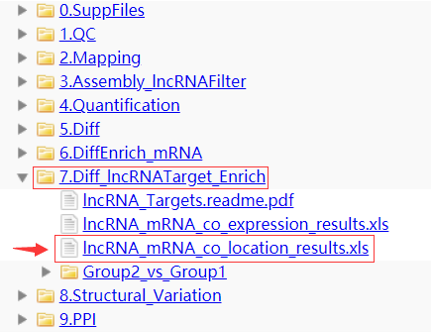 0.SuppFiles
1.QC
2.Mapping
3.Assembly_lncRNAFilter
4.Quantification
5.Diff
6.DiffEnrich_mRNA
7.Diff_lncRNATarget_Enrich
lncRNA_Targets.readme.pdf
lncRNA_mRNA_co_expression_results.xls
lncRNA_mRNA_co_location_results.xls
Group2_vs_Group1
8.Structural_Variation
9.PPI